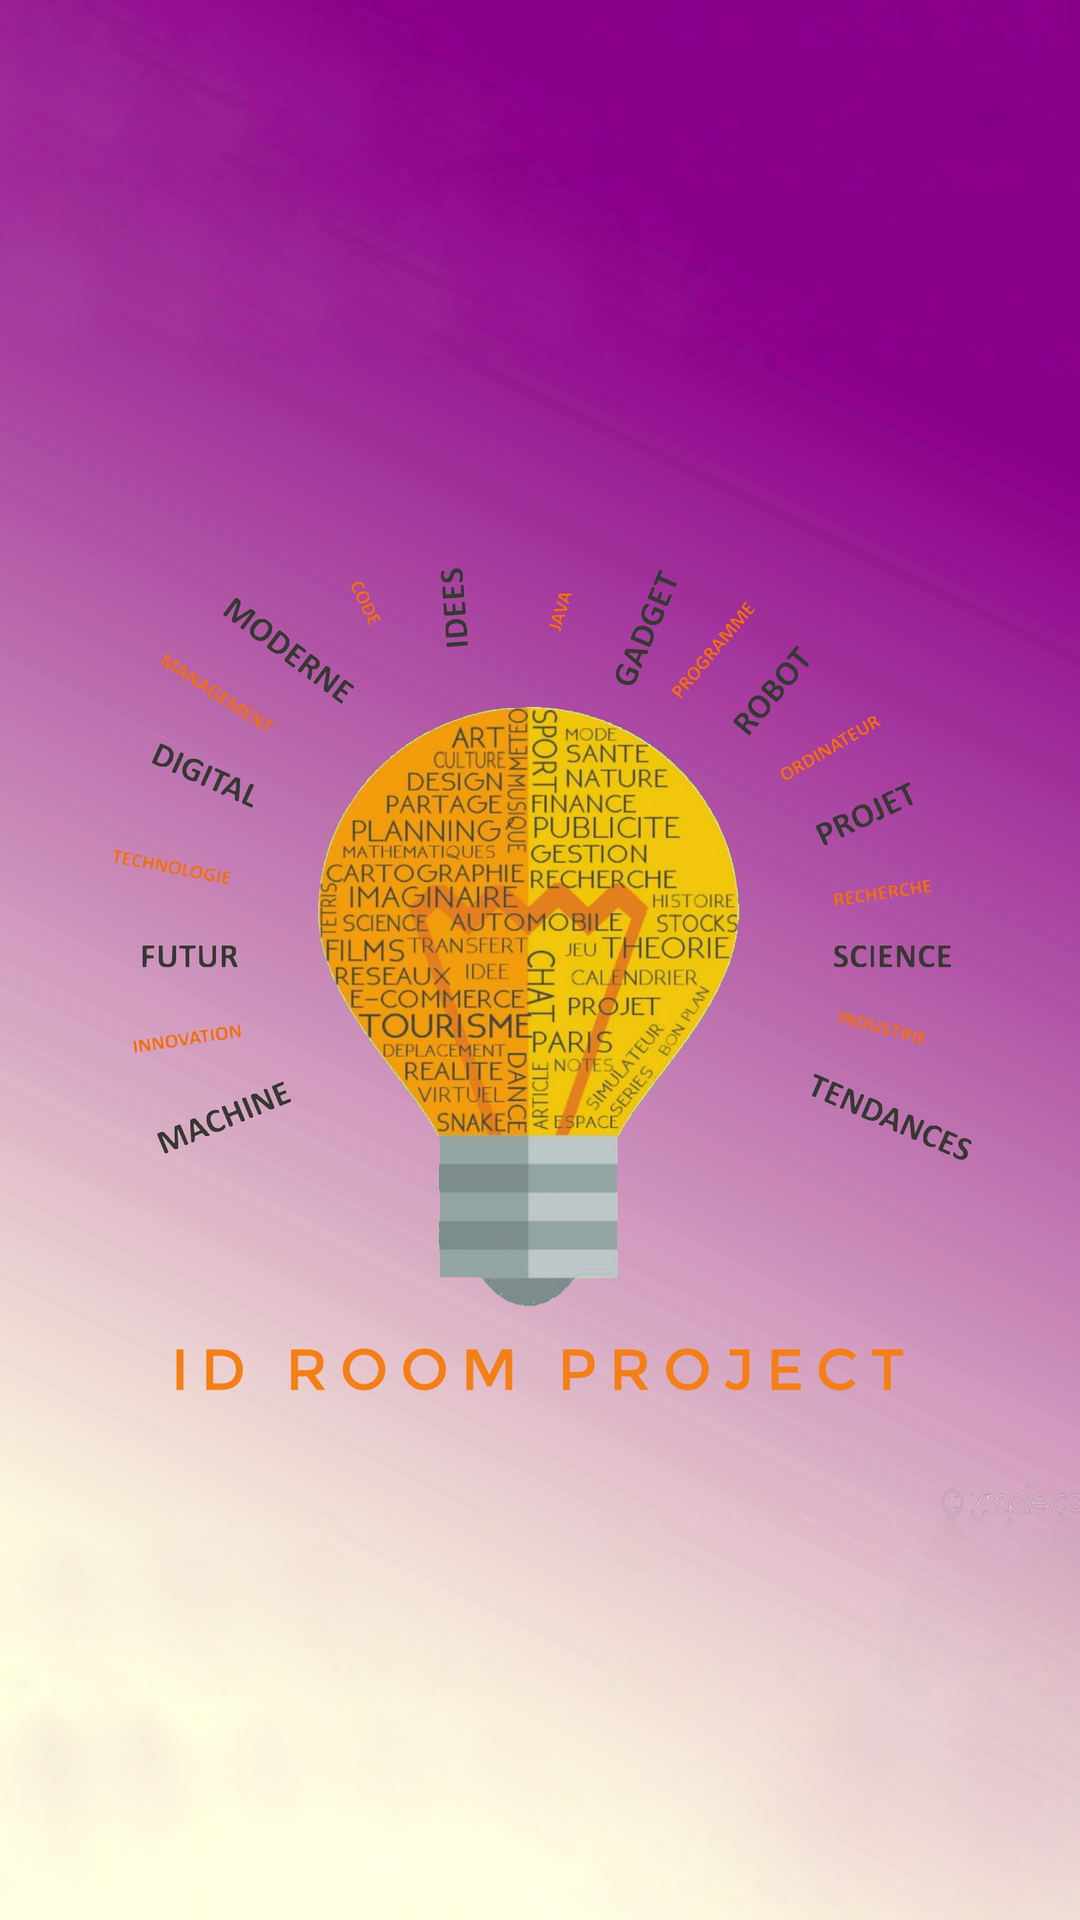 CODE
IDEES
JAVA
GADGET
PROGRAMME
MODERNE
ROBOT
MANAGEMENT
ORDINATEUR
DIGITAL
PROJET
TECHNOLOGIE
RECHERCHE
FUTUR
SCIENCE
INNOVATION
INDUSTRIE
MACHINE
TENDANCES
ART
CULTURE
DESIGN
PARTAGE
PLANNING
MATHEMATIQUES
CARTOGRAPHIE
IMAGINAIRE
TETRIS
SCIENCE
AUTOMOBILE
FILMS
TRANSFERT
RESEAUX
IDEE
E-COMMERCE
TOURISME
DEPLACEMENT
REALITE
VIRTUEL
SNAKE
METEO
MUSIQUE
DANCE
SPORT
MODE
SANTE
NATURE
FINANCE
PUBLICITE
GESTION
RECHERCHE
HISTOIRE
STOCKS
JEU
THEORIE
CHAT
CALENDRIER
PROJET
PARIS
NOTES
BON PLAN
SIMULATEUR
SERIES
ARTICLE
ESPACE
ID ROOM PROJECT
© xmple.co